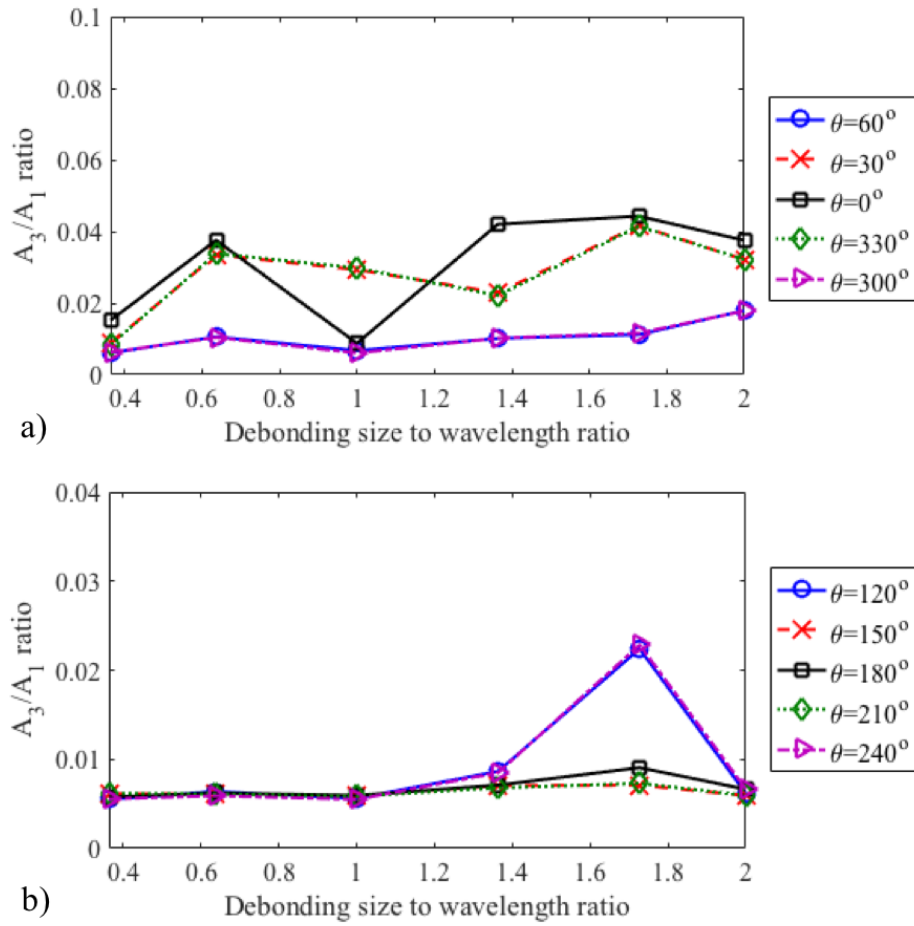 0.1
0.08
0.06
0.04
0.02
0
A3/A1 ratio
0.4 0.6 0.8 1 1.2 1.4 1.6 1.8 2
Debonding size to wavelength ratio
a)
θ=60°
θ=30°
θ=0°
θ=330°
θ=300°
0.04
0.03
0.02
0.01
0
A3/A1 ratio
0.4 0.6 0.8 1 1.2 1.4 1.6 1.8 2
Debonding size to wavelength ratio
b)
θ=120°
θ=150°
θ=180°
θ=210°
θ=240°